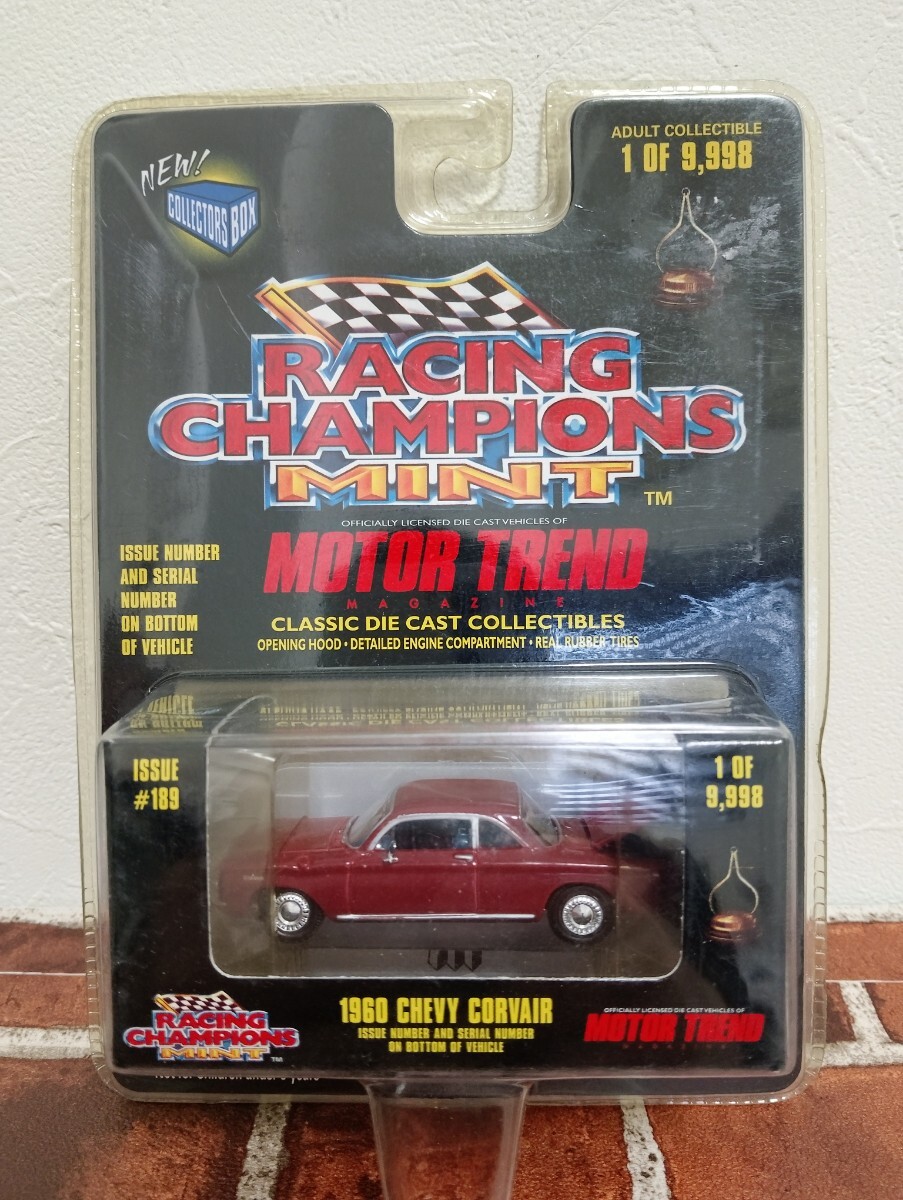 NEW!
COLLECTORS BOX
ADULT COLLECTIBLE
1 OF 9,998
RACING
CHAMPIONS
MINT TM
OFFICIALLY LICENSED DIE CAST VEHICLES OF
MOTOR TREND
MAGAZINE
CLASSIC DIE CAST COLLECTIBLES
OPENING HOOD • DETAILED ENGINE COMPARTMENT • REAL RUBBER TIRES
ISSUE NUMBER
AND SERIAL
NUMBER
ON BOTTOM
OF VEHICLE
ISSUE
#189
1 OF
9,998
RACING
CHAMPIONS
MINT TM
1960 CHEVY CORVAIR
ISSUE NUMBER AND SERIAL NUMBER
ON BOTTOM OF VEHICLE
OFFICIALLY LICENSED DIE CAST VEHICLES OF
MOTOR TREND